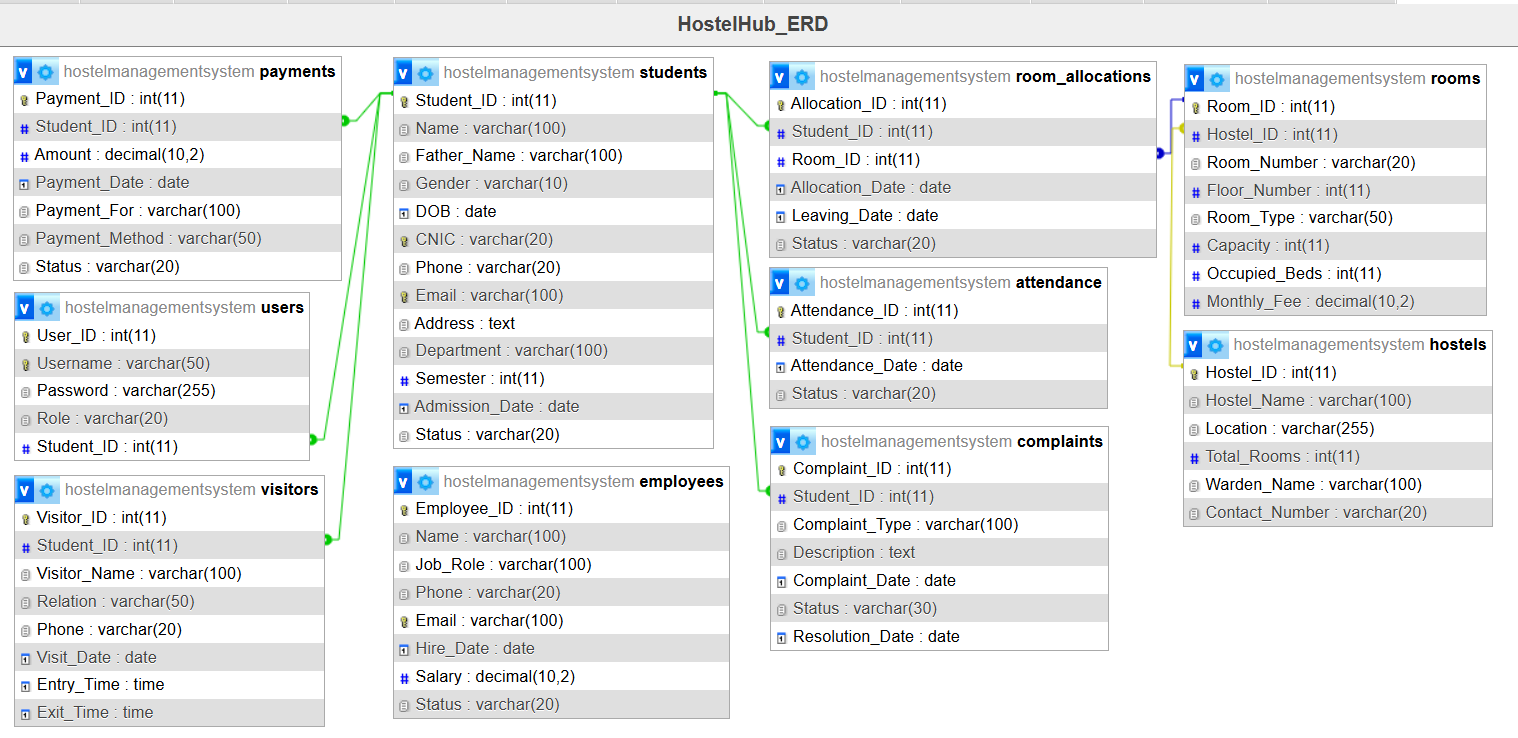 HostelHub_ERD
v hostelmanagementsystem payments
Payment_ID : int(11)
# Student_ID : int(11)
# Amount : decimal(10,2)
Payment_Date : date
Payment_For : varchar(100)
Payment_Method : varchar(50)
Status : varchar(20)
v hostelmanagementsystem users
User_ID : int(11)
Username : varchar(50)
Password : varchar(255)
Role : varchar(20)
# Student_ID : int(11)
v hostelmanagementsystem visitors
Visitor_ID : int(11)
# Student_ID : int(11)
Visitor_Name : varchar(100)
Relation : varchar(50)
Phone : varchar(20)
Visit_Date : date
Entry_Time : time
Exit_Time : time
v hostelmanagementsystem students
Student_ID : int(11)
Name : varchar(100)
Father_Name : varchar(100)
Gender : varchar(10)
DOB : date
CNIC : varchar(20)
Phone : varchar(20)
Email : varchar(100)
Address : text
Department : varchar(100)
# Semester : int(11)
Admission_Date : date
Status : varchar(20)
v hostelmanagementsystem employees
Employee_ID : int(11)
Name : varchar(100)
Job_Role : varchar(100)
Phone : varchar(20)
Email : varchar(100)
Hire_Date : date
# Salary : decimal(10,2)
Status : varchar(20)
v hostelmanagementsystem room_allocations
Allocation_ID : int(11)
# Student_ID : int(11)
# Room_ID : int(11)
Allocation_Date : date
Leaving_Date : date
Status : varchar(20)
v hostelmanagementsystem attendance
Attendance_ID : int(11)
# Student_ID : int(11)
Attendance_Date : date
Status : varchar(20)
v hostelmanagementsystem complaints
Complaint_ID : int(11)
# Student_ID : int(11)
Complaint_Type : varchar(100)
Description : text
Complaint_Date : date
Status : varchar(30)
Resolution_Date : date
v hostelmanagementsystem rooms
Room_ID : int(11)
# Hostel_ID : int(11)
Room_Number : varchar(20)
# Floor_Number : int(11)
Room_Type : varchar(50)
# Capacity : int(11)
# Occupied_Beds : int(11)
# Monthly_Fee : decimal(10,2)
v hostelmanagementsystem hostels
Hostel_ID : int(11)
Hostel_Name : varchar(100)
Location : varchar(255)
# Total_Rooms : int(11)
Warden_Name : varchar(100)
Contact_Number : varchar(20)